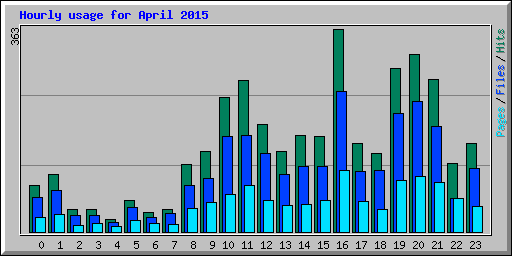 Hourly usage for April 2015
363
Pages/Files/Hits
0 1 2 3 4 5 6 7 8 9 10 11 12 13 14 15 16 17 18 19 20 21 22 23